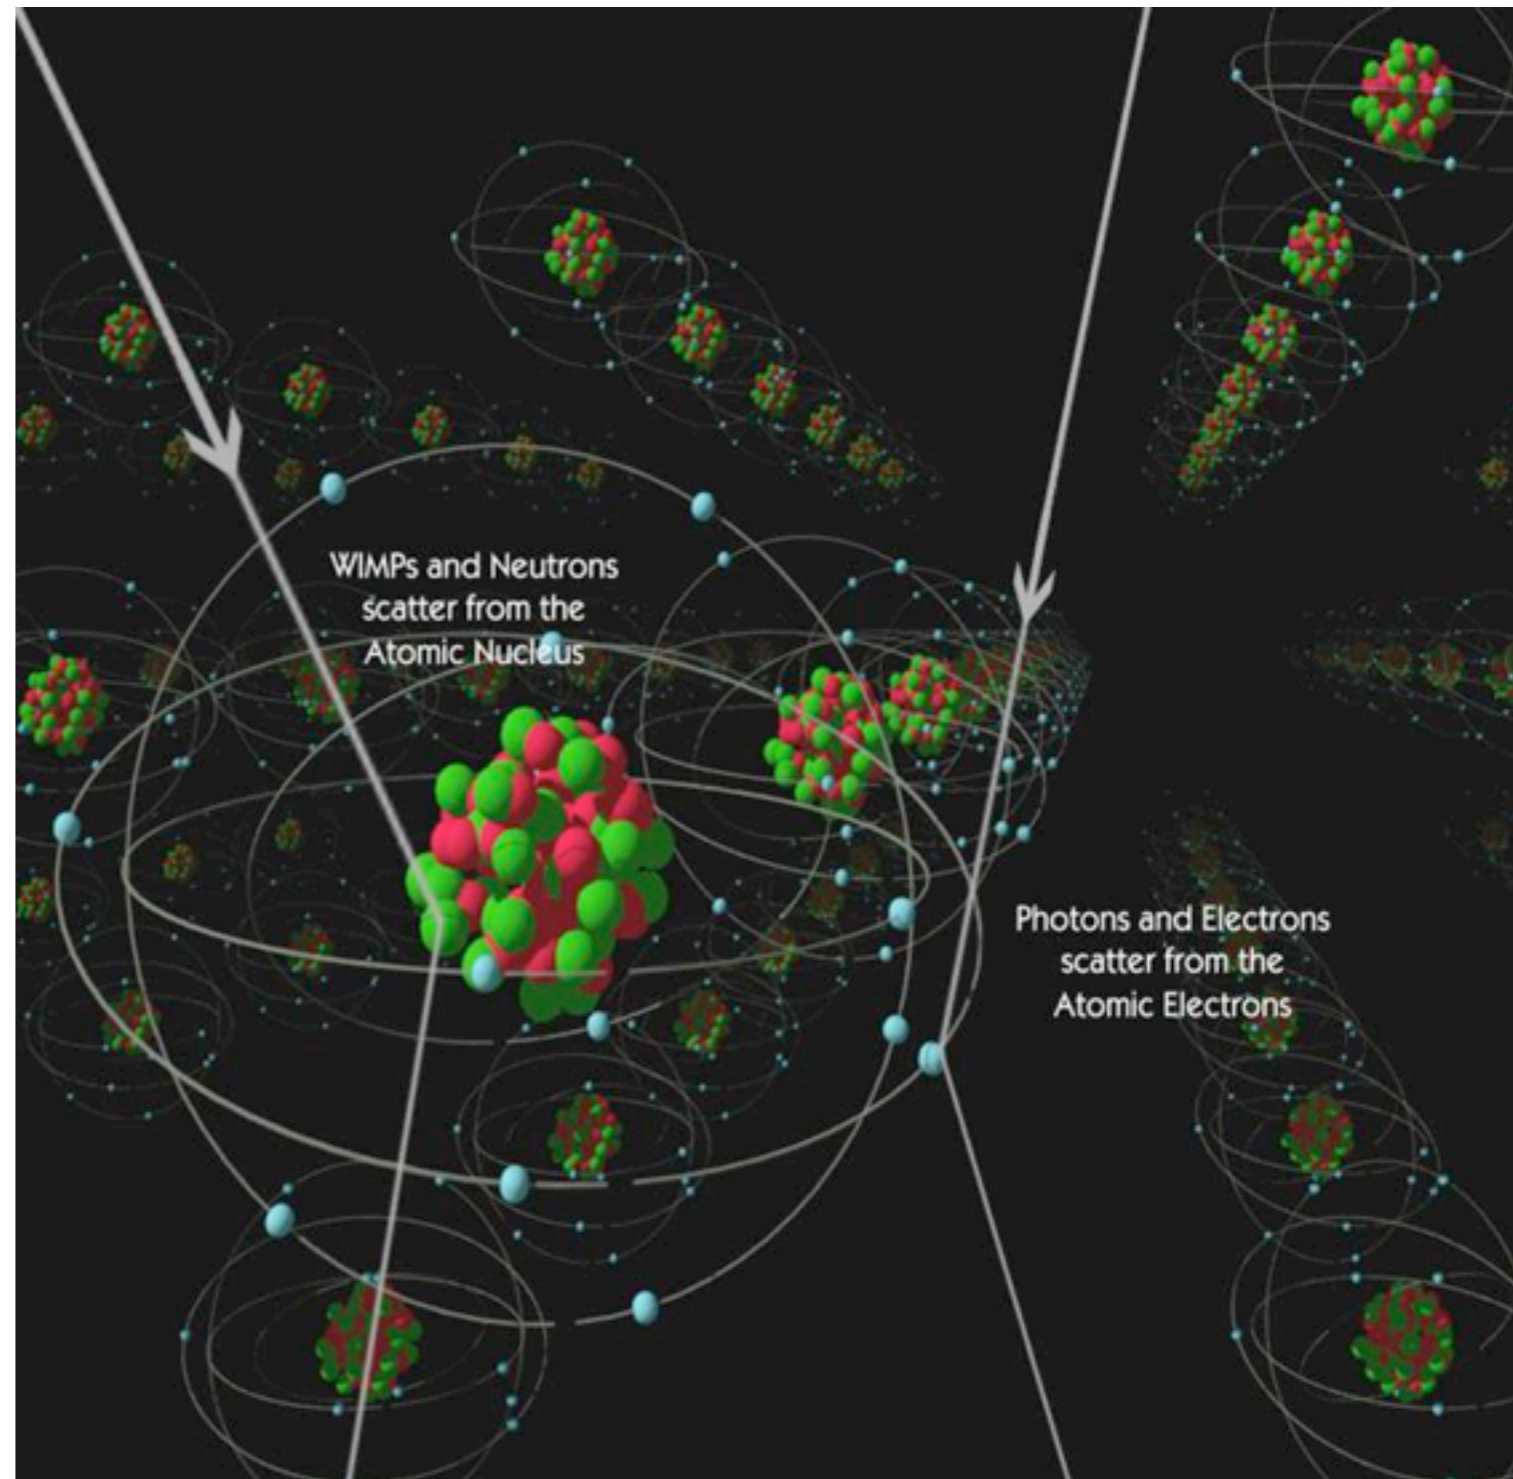 WIMPs and Neutrons
scatter from the
Atomic Nucleus
Photons and Electrons
scatter from the
Atomic Electrons